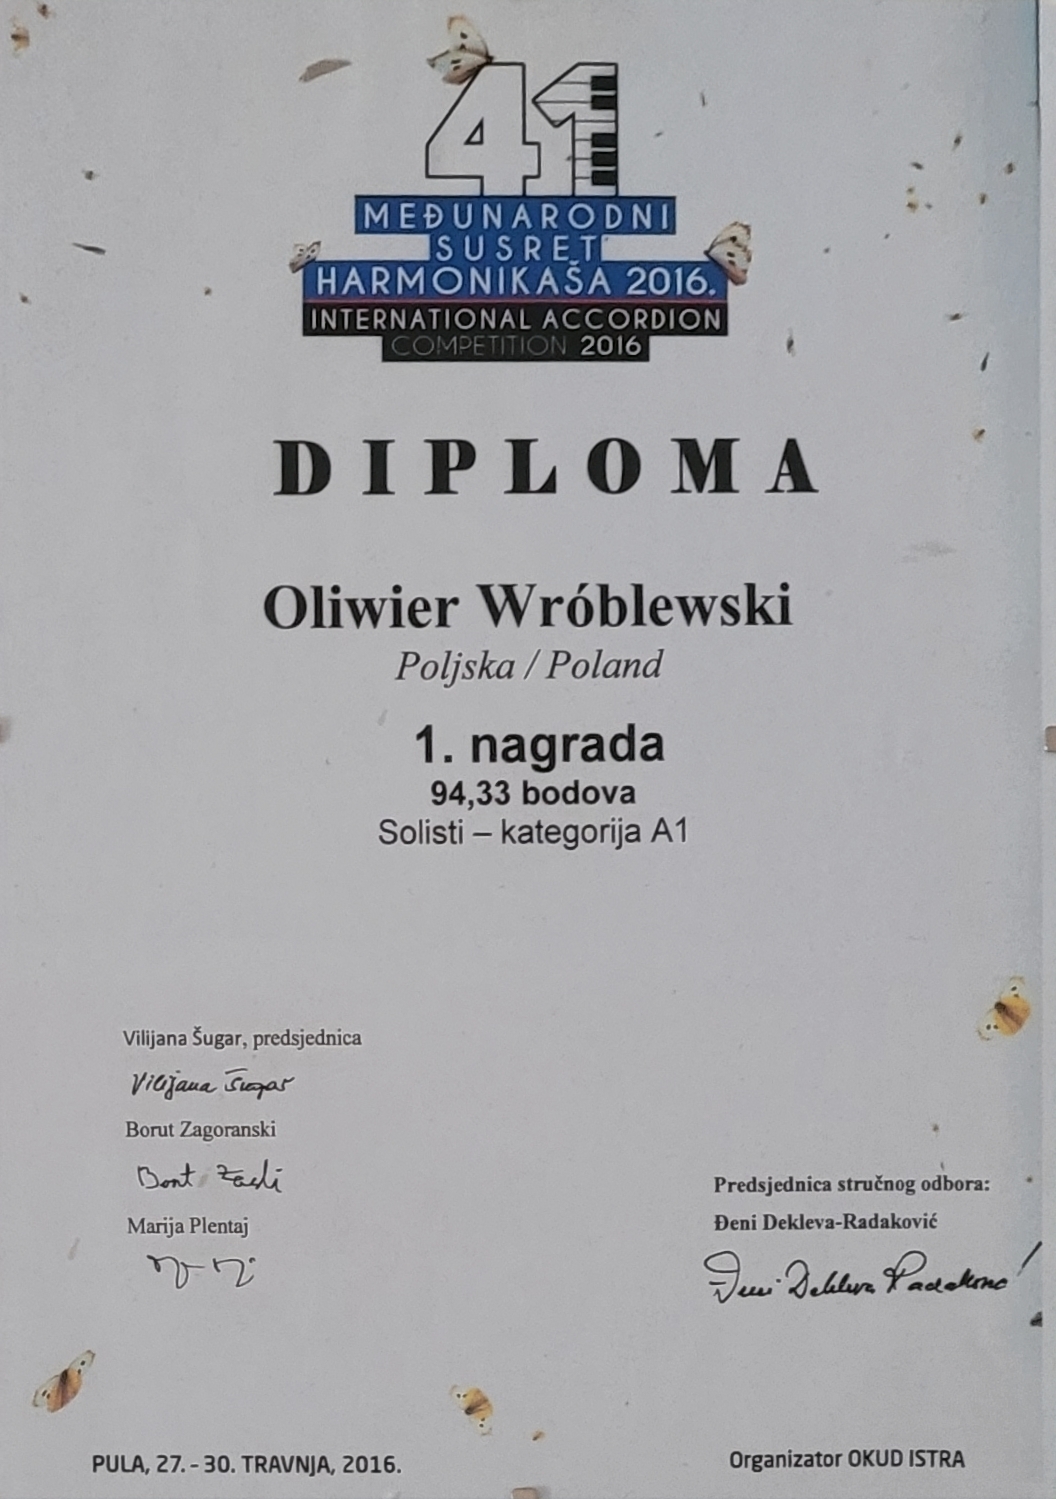 41
MEĐUNARODNI
SUSRET
HARMONIKAŠA 2016.
INTERNATIONAL ACCORDION
COMPETITION 2016
DIPLOMA
Oliwier Wróblewski
Poljska / Poland
1. nagrada
94,33 bodova
Solisti – kategorija A1
Vilijana Šugar, predsjednica
Vilijana Šugar
Borut Zagoranski
Marija Plentaj
Predsjednica stručnog odbora:
Đeni Dekleva-Radaković
Đeni Dekleva Radaković
PULA, 27. - 30. TRAVNJA, 2016.
Organizator OKUD ISTRA